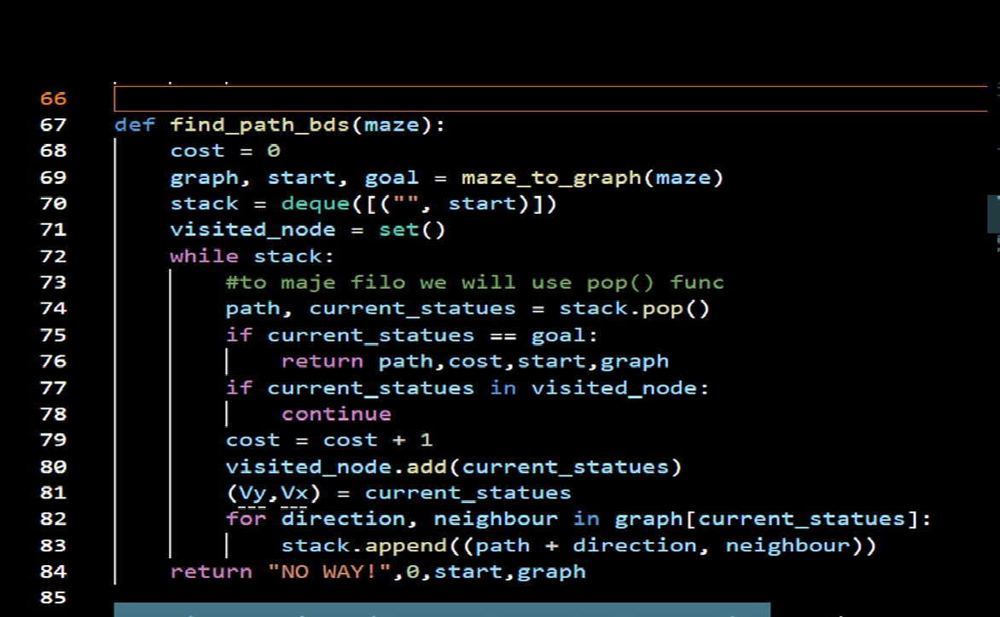 66
67 def find_path_bds(maze):
68     cost = 0
69     graph, start, goal = maze_to_graph(maze)
70     stack = deque([("", start)])
71     visited_node = set()
72     while stack:
73         #to maje filo we will use pop() func
74         path, current_statues = stack.pop()
75         if current_statues == goal:
76             return path,cost,start,graph
77         if current_statues in visited_node:
78             continue
79         cost = cost + 1
80         visited_node.add(current_statues)
81         (Vy,Vx) = current_statues
82         for direction, neighbour in graph[current_statues]:
83             stack.append((path + direction, neighbour))
84     return "NO WAY!",0,start,graph
85